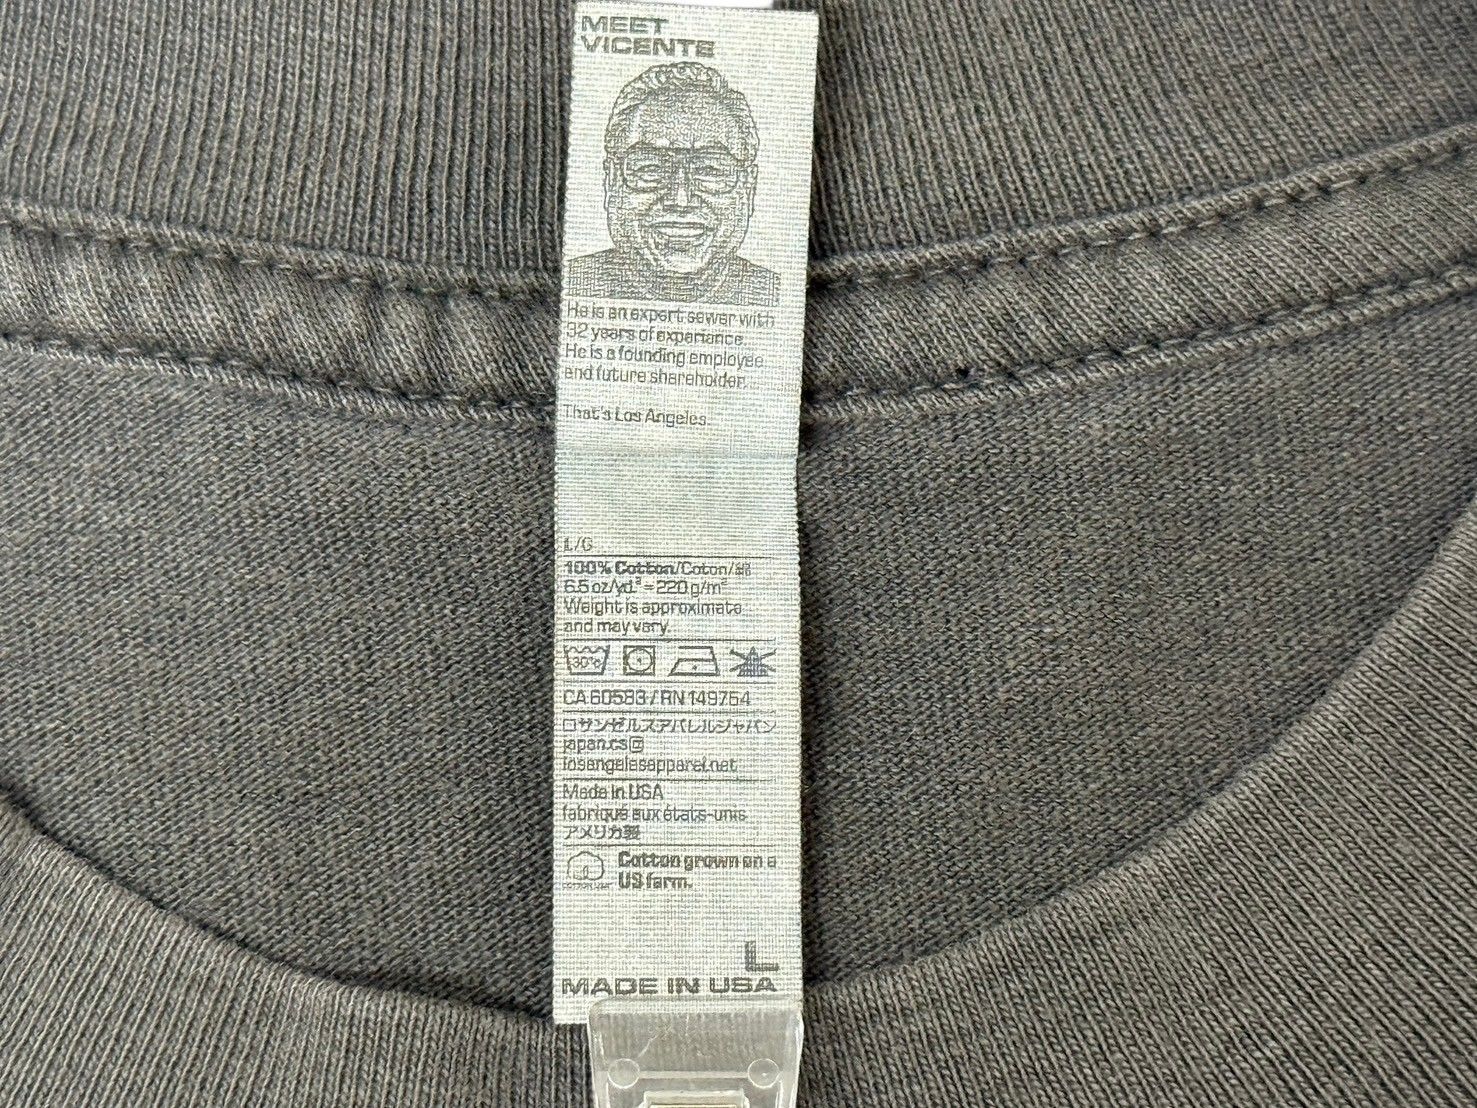 MEET
VICENTE
He is an expert sewer with
32 years of experience.
He is a founding employee
and future shareholder.
That's Los Angeles.
L/G
100% Cotton/Coton/綿
6.5 oz/yd² = 220 g/m²
Weight is approximate
and may vary.
30°
CA 60583 / RN 149764
ロサンゼルスアパレルジャパン
japan.cs@
losangelesapparel.net
Made in USA
fabriqué aux états-unis
アメリカ製
Cotton grown on a
US farm.
L
MADE IN USA